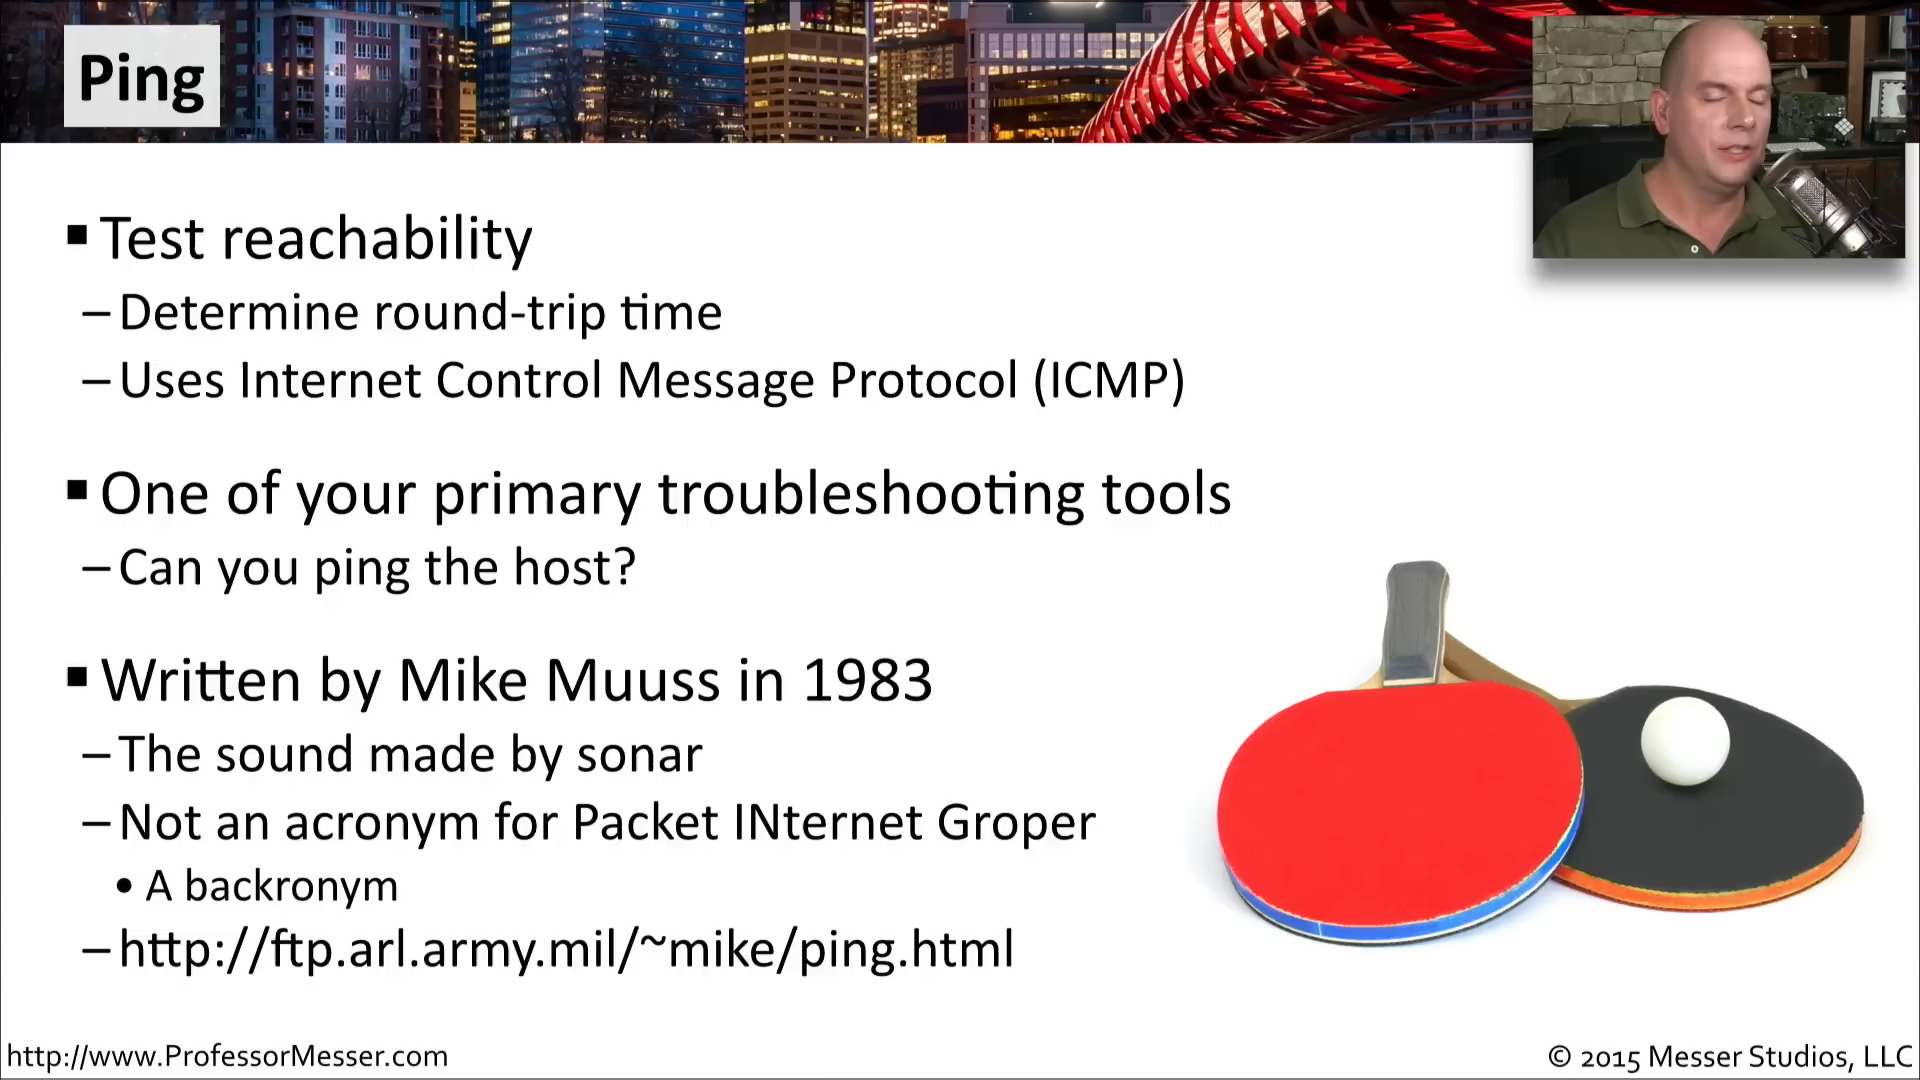 Ping
▪ Test reachability
– Determine round-trip time
– Uses Internet Control Message Protocol (ICMP)
▪ One of your primary troubleshooting tools
– Can you ping the host?
▪ Written by Mike Muuss in 1983
– The sound made by sonar
– Not an acronym for Packet INternet Groper
• A backronym
– http://ftp.arl.army.mil/~mike/ping.html
http://www.ProfessorMesser.com
© 2015 Messer Studios, LLC